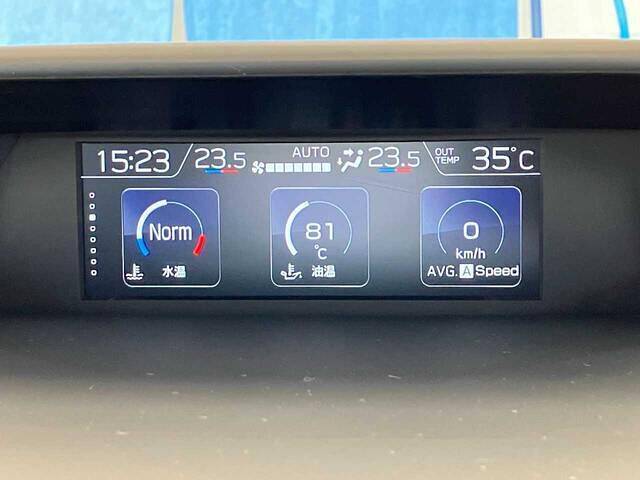 15:23 23.5 AUTO 23.5 OUT TEMP 35°C
Norm 81 °C 0 km/h
水温 油温 AVG. A Speed